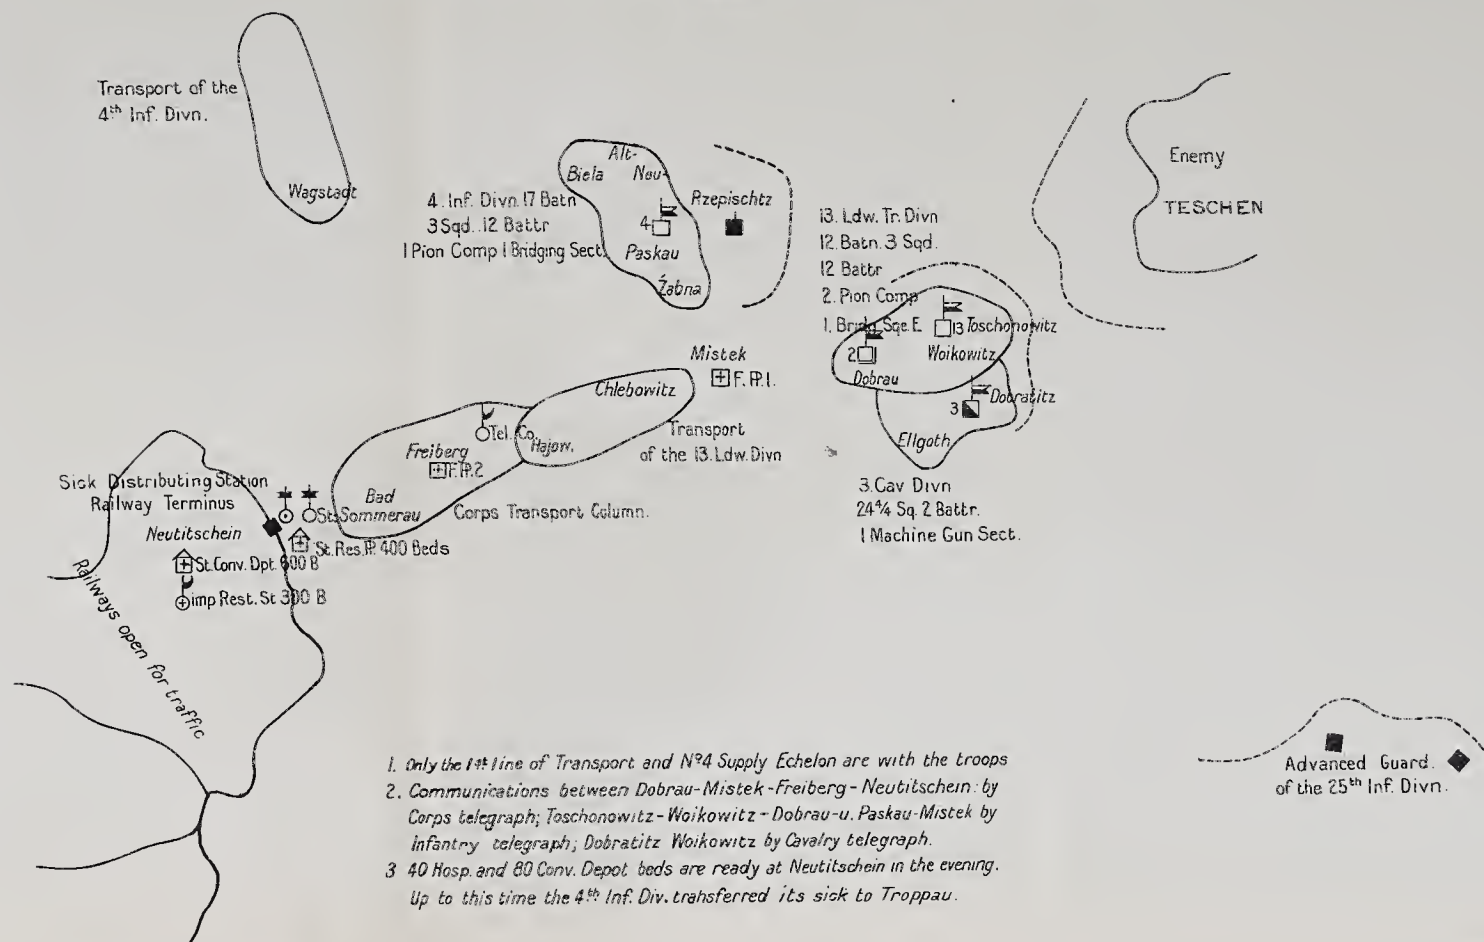 Transport of the
4th Inf. Divn.
Wagstadt
Alt-
Biela
Neu-
4. Inf. Divn. 17 Batn
3 Sqd. 12 Battr
1 Pion Comp 1 Bridging Sect.
4
Paskau
Žabna
Rzepischtz
13. Ldw. Tr. Divn
12. Batn. 3 Sqd.
12 Battr
2. Pion Comp
1. Bridg Sqe. E.
13 Toschonowitz
2
Woikowitz
Dobrau
3
Dobratitz
Ellgoth
3. Cav Divn
24¾ Sq. 2 Battr.
1 Machine Gun Sect.
Enemy
TESCHEN
Mistek
F. Pl. 1.
Chlebowitz
Transport
of the 13. Ldw. Divn
Tel. Co.
Hajow.
Freiberg
F. Pl. 2
Bad
Sommerau
Corps Transport Column.
Sick Distributing Station
Railway Terminus
Neutitschein
St.
St. Res. Pl. 400 Beds
St. Conv. Dpt. 600 B
imp Rest. St 300 B
Railways open for traffic
Advanced Guard.
of the 25th Inf. Divn.
1. Only the 1st line of Transport and No4 Supply Echelon are with the troops
2. Communications between Dobrau-Mistek-Freiberg-Neutitschein: by
Corps telegraph; Toschonowitz-Woikowitz-Dobrau-u. Paskau-Mistek by
Infantry telegraph; Dobratitz Woikowitz by Cavalry telegraph.
3 40 Hosp. and 80 Conv. Depot beds are ready at Neutitschein in the evening.
Up to this time the 4th Inf. Div. trahsferred its sick to Troppau.